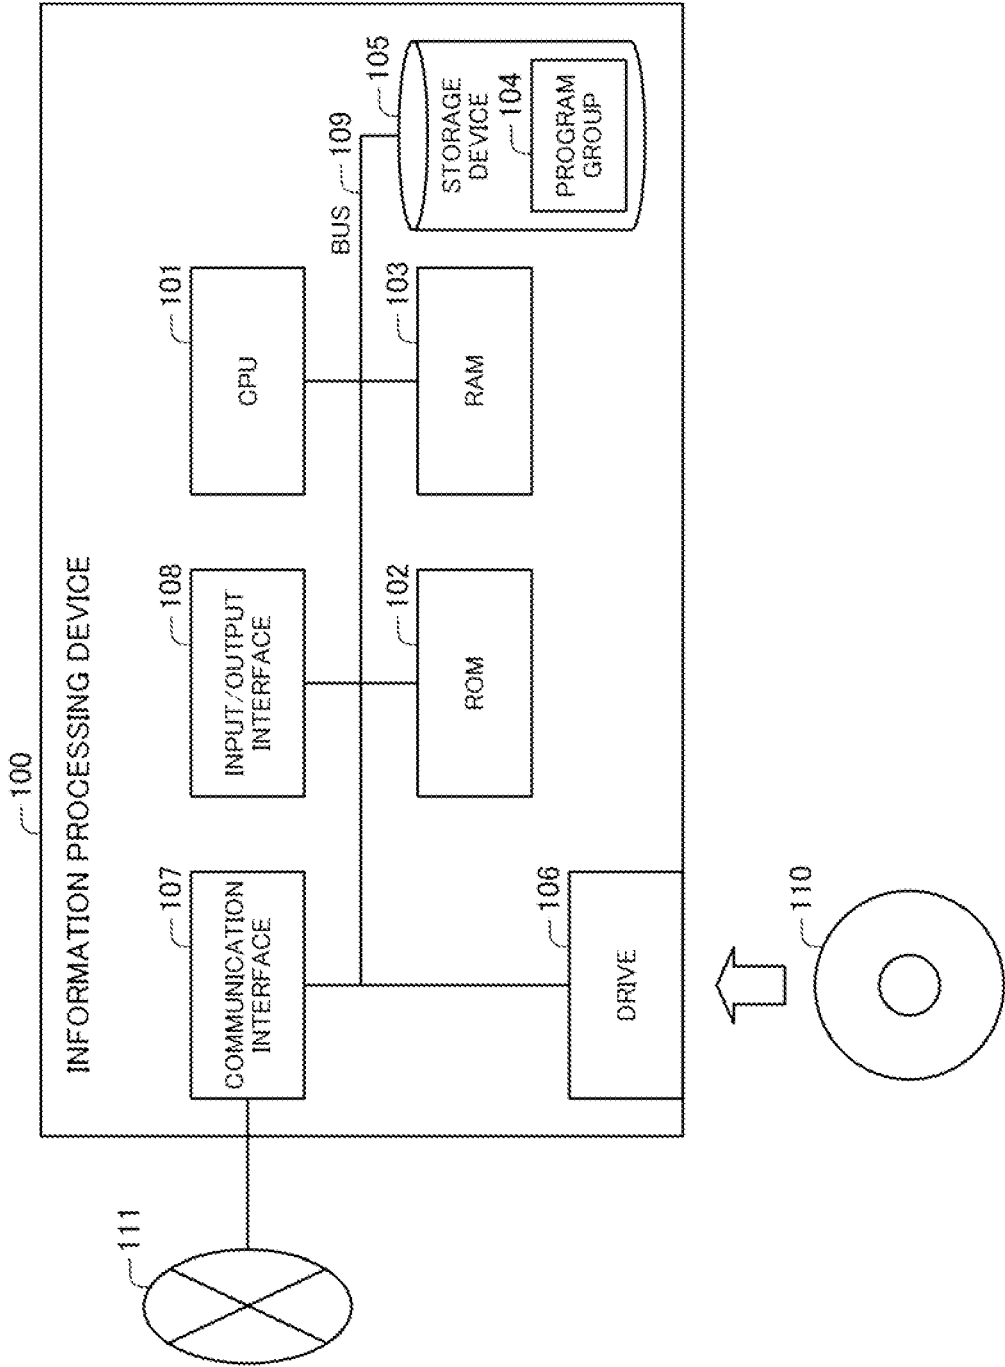 100
INFORMATION PROCESSING DEVICE
111
107
COMMUNICATION
INTERFACE
108
INPUT/OUTPUT
INTERFACE
101
CPU
BUS
109
106
DRIVE
102
ROM
103
RAM
105
STORAGE
DEVICE
104
PROGRAM
GROUP
110